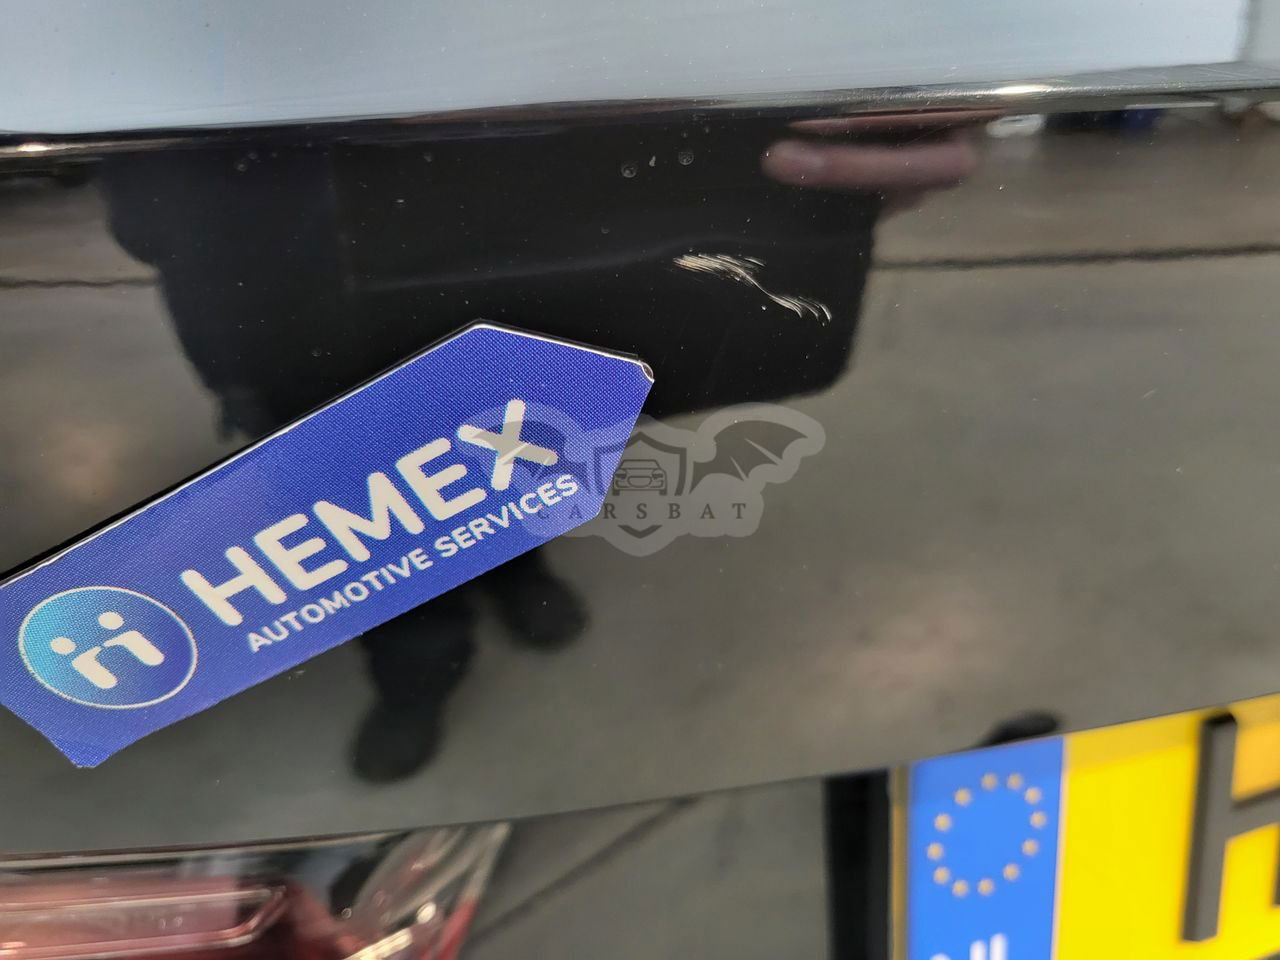 HEMEX
AUTOMOTIVE SERVICES
CARSBAT
H